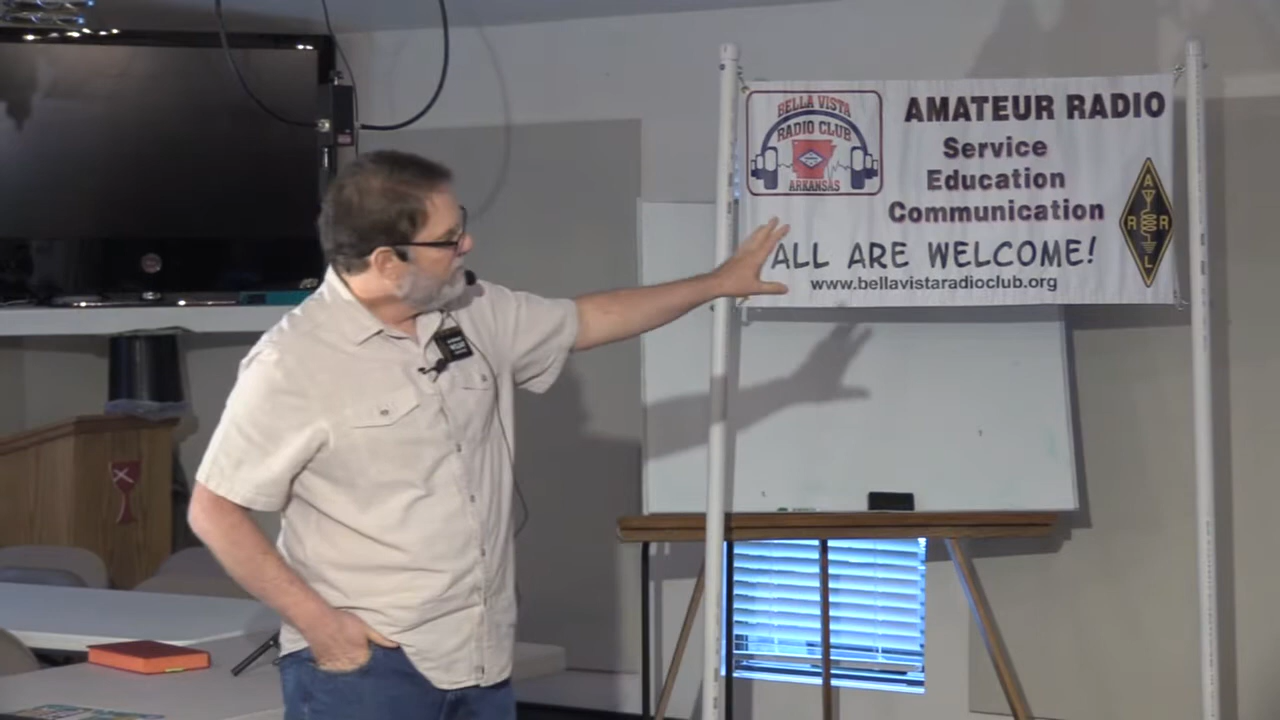 BELLA VISTA
RADIO CLUB
ARKANSAS
AMATEUR RADIO
Service
Education
Communication
ALL ARE WELCOME!
www.bellavistaradioclub.org
A
R R
L